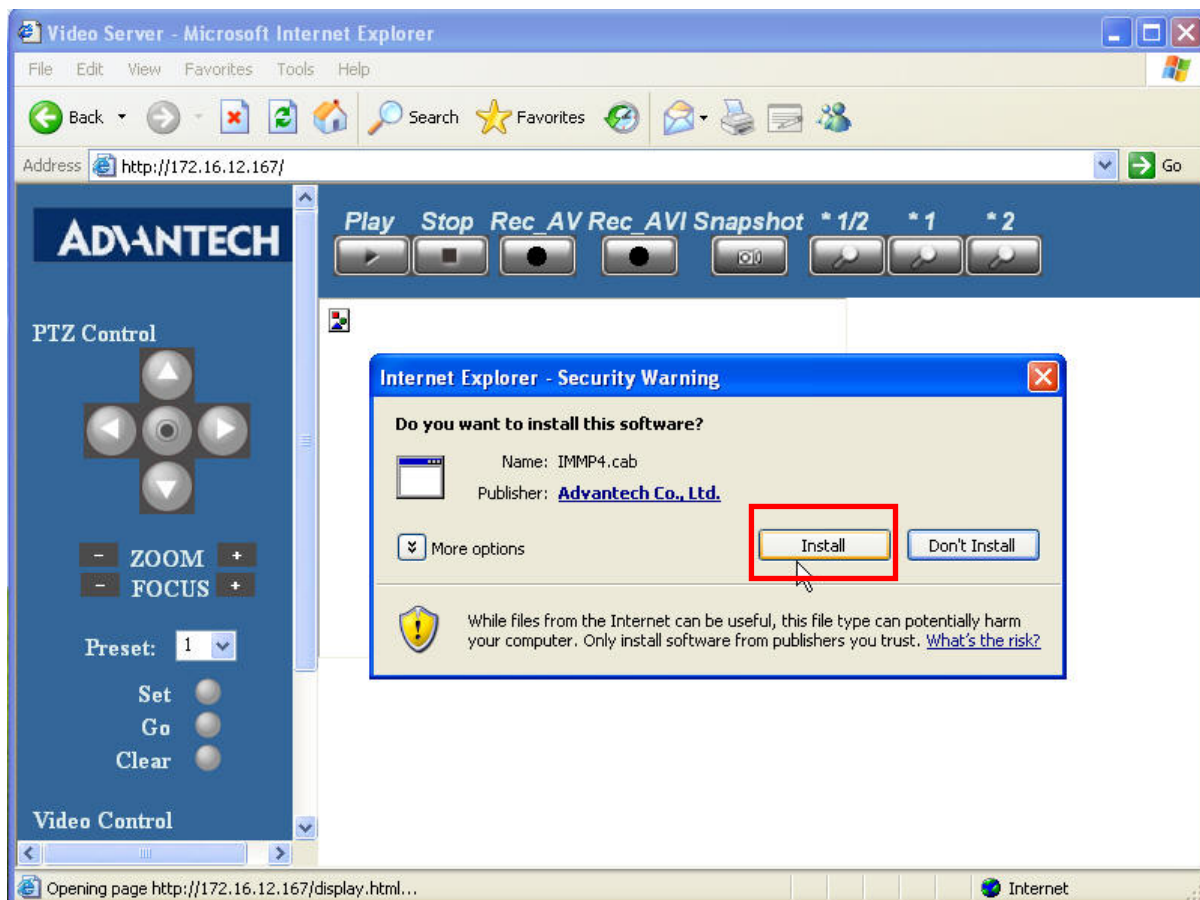 Video Server - Microsoft Internet Explorer
File Edit View Favorites Tools Help
Back Search Favorites
Address http://172.16.12.167/ Go
ADVANTECH
Play Stop Rec_AV Rec_AVI Snapshot * 1/2 * 1 * 2
PTZ Control
- ZOOM +
- FOCUS +
Preset: 1
Set
Go
Clear
Video Control
Internet Explorer - Security Warning
Do you want to install this software?
Name: IMMP4.cab
Publisher: Advantech Co., Ltd.
More options Install Don't Install
While files from the Internet can be useful, this file type can potentially harm
your computer. Only install software from publishers you trust. What's the risk?
Opening page http://172.16.12.167/display.html... Internet